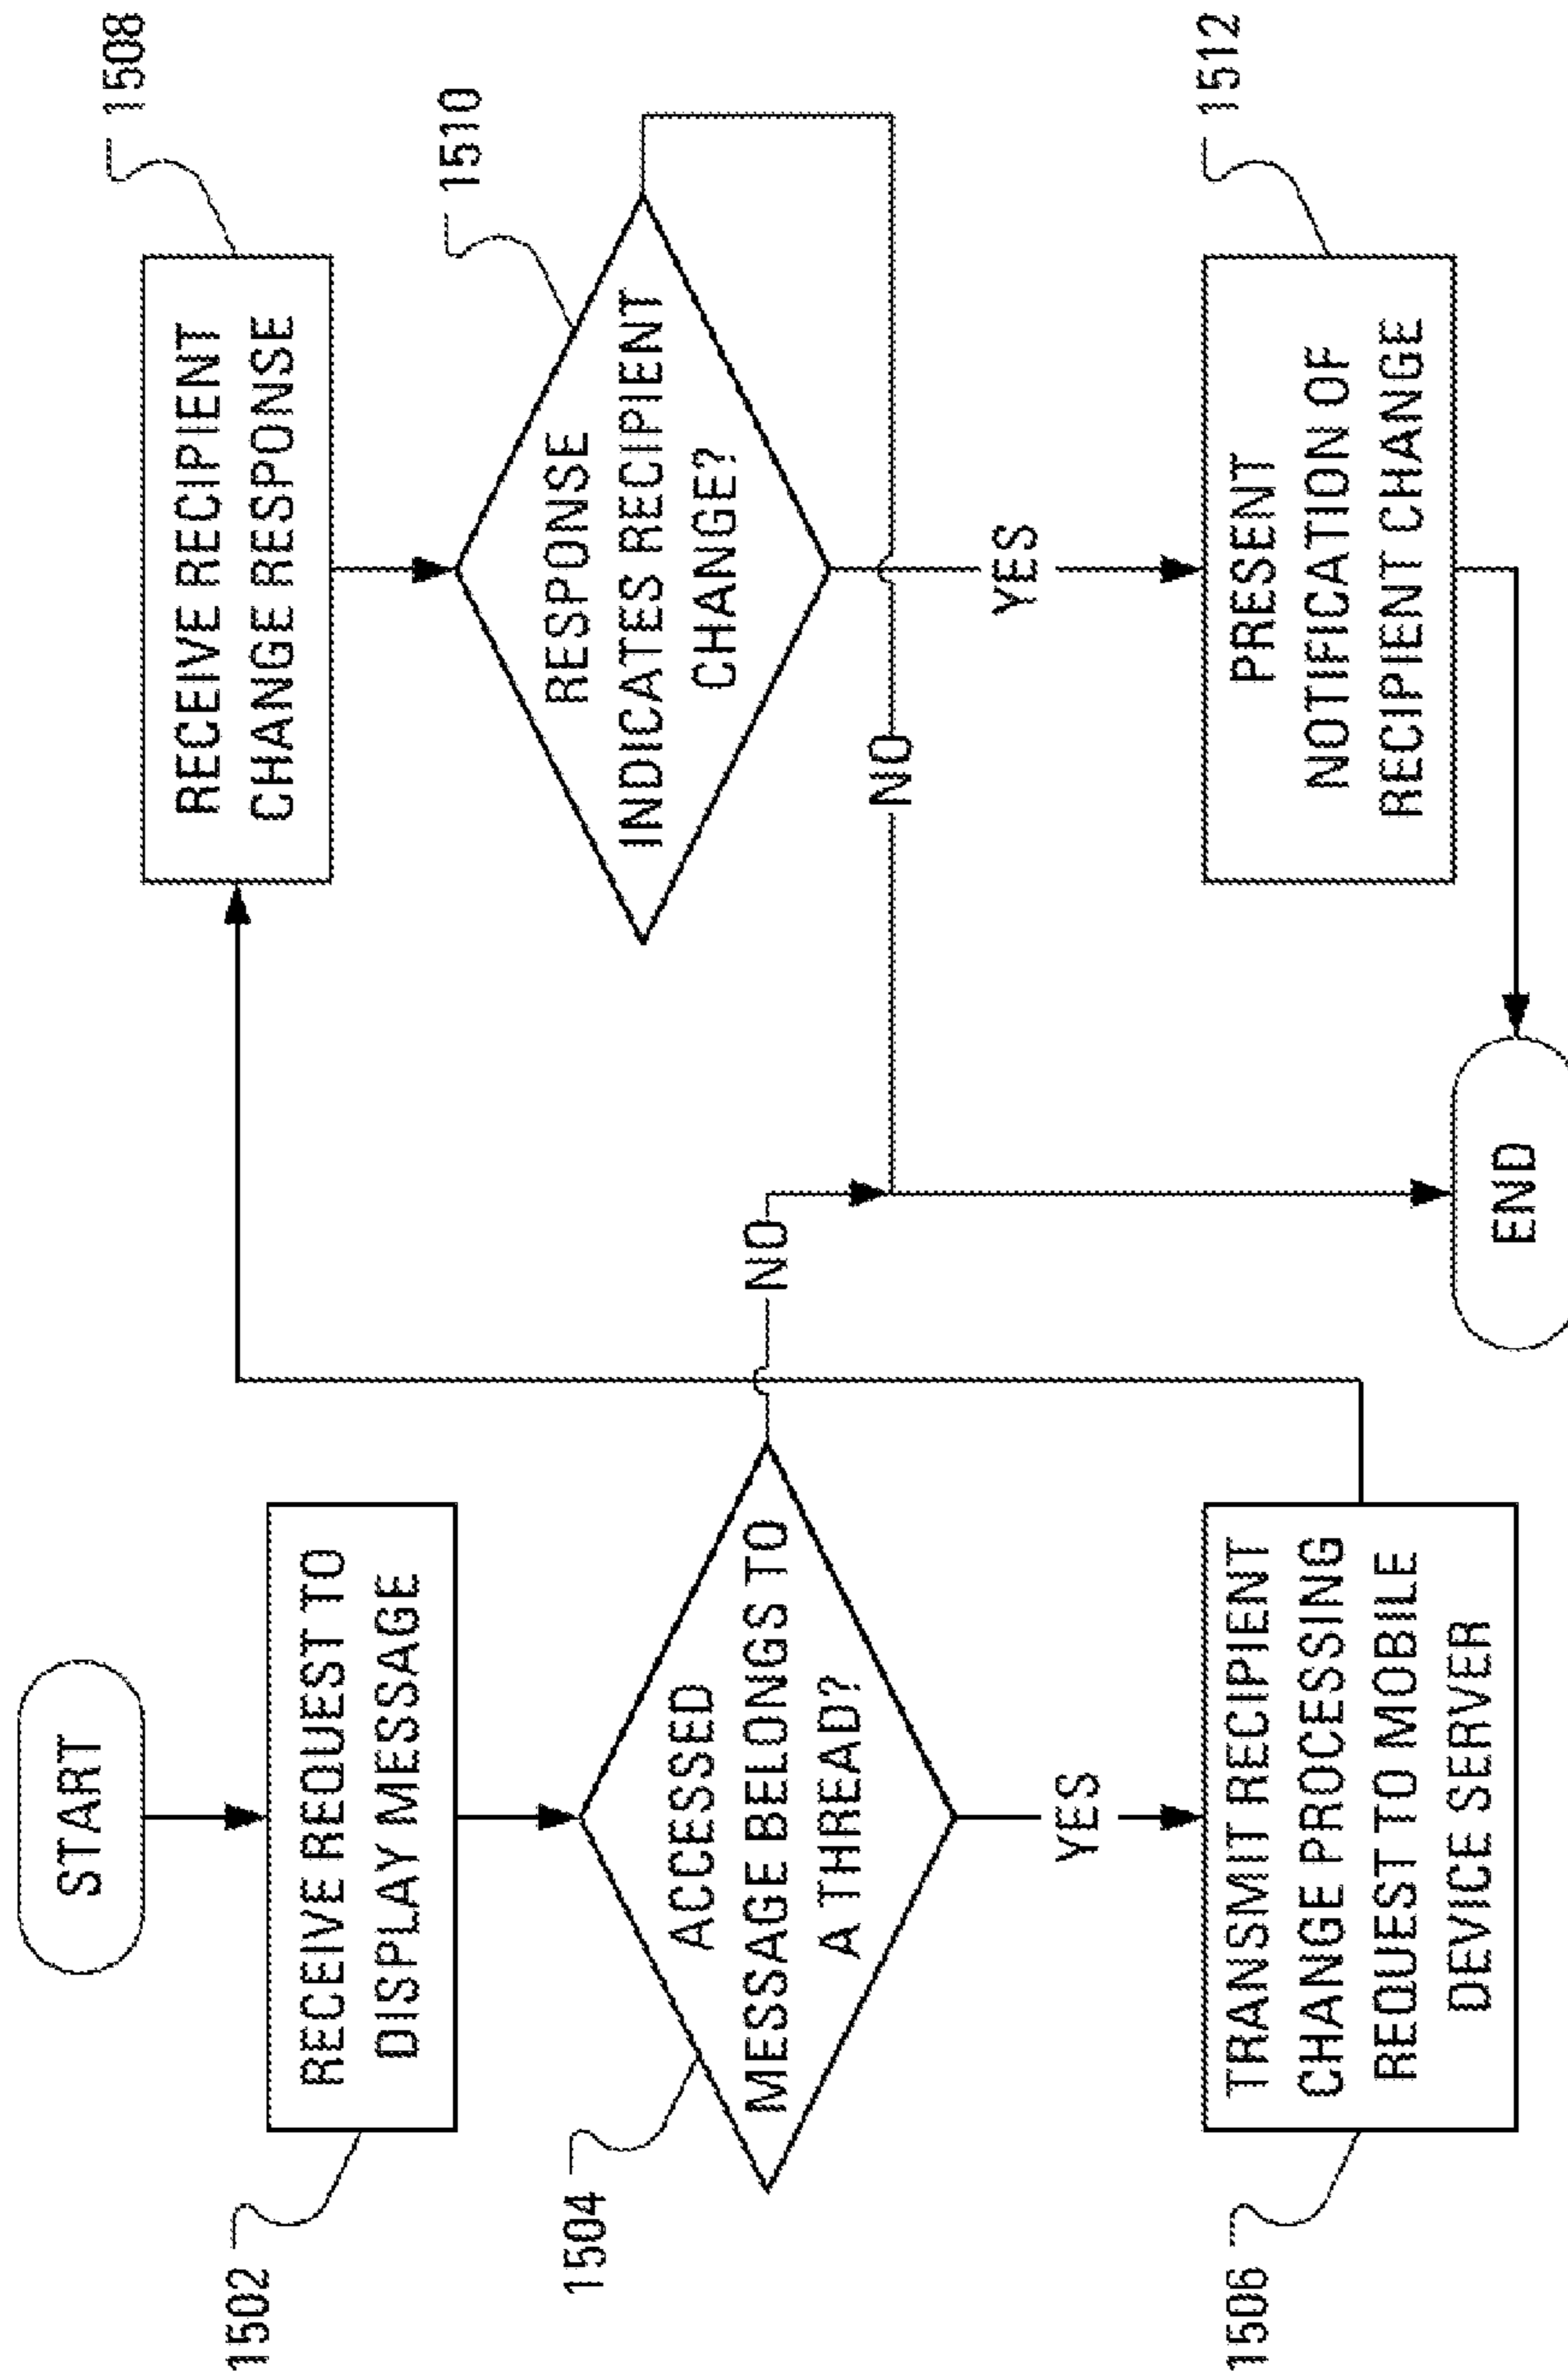 START
1502
RECEIVE REQUEST TO
DISPLAY MESSAGE
1504
ACCESSED
MESSAGE BELONGS TO
A THREAD?
NO
YES
1506
TRANSMIT RECIPIENT
CHANGE PROCESSING
REQUEST TO MOBILE
DEVICE SERVER
1508
RECEIVE RECIPIENT
CHANGE RESPONSE
1510
RESPONSE
INDICATES RECIPIENT
CHANGE?
NO
YES
1512
PRESENT
NOTIFICATION OF
RECIPIENT CHANGE
END